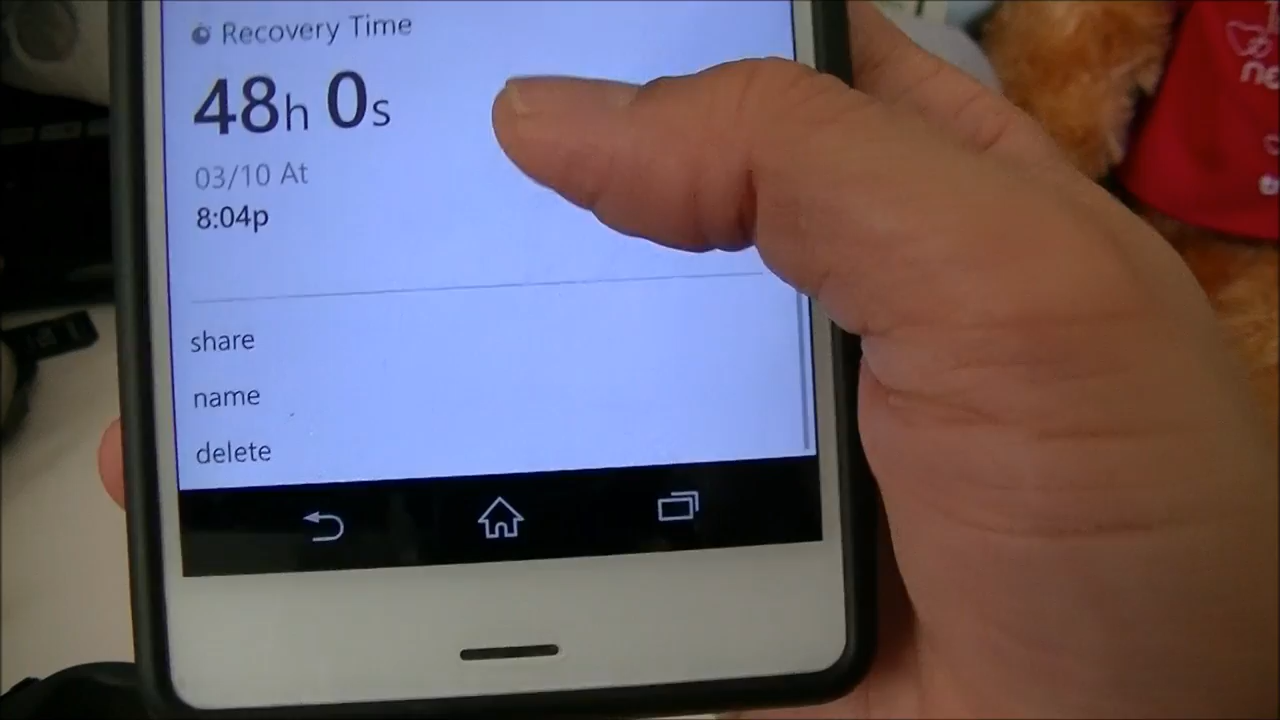 Recovery Time
48h 0s
03/10 At
8:04p
share
name
delete